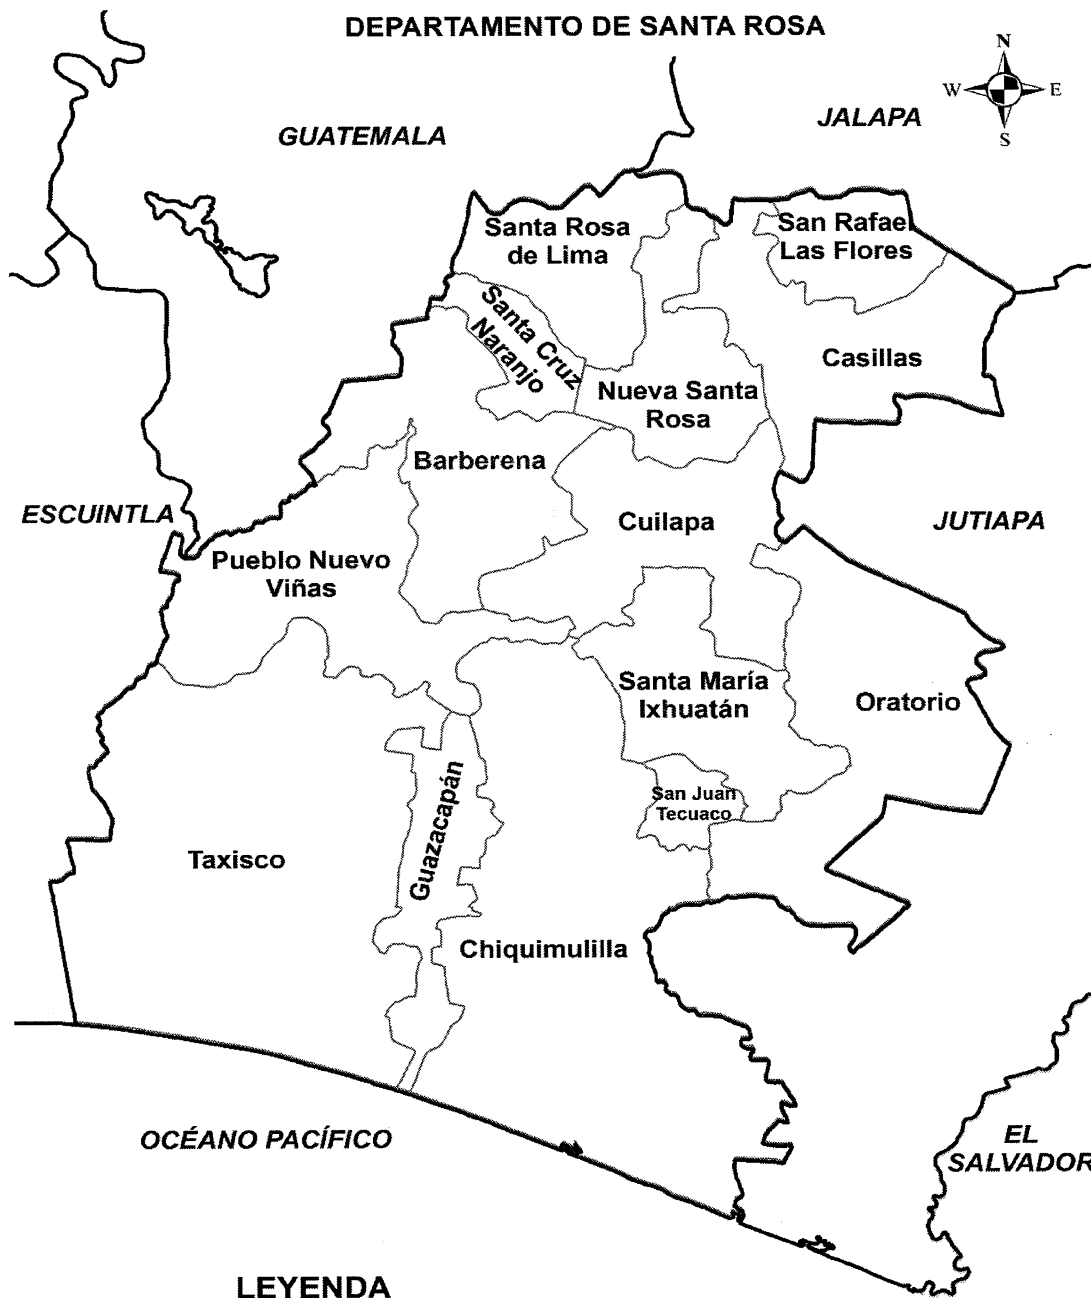 DEPARTAMENTO DE SANTA ROSA
N
W
E
S
GUATEMALA
JALAPA
Santa Rosa
de Lima
San Rafael
Las Flores
Santa Cruz
Naranjo
Casillas
Nueva Santa
Rosa
Barberena
ESCUINTLA
Cuilapa
JUTIAPA
Pueblo Nuevo
Viñas
Santa María
Ixhuatán
Oratorio
Guazacapán
San Juan
Tecuaco
Taxisco
Chiquimulilla
OCÉANO PACÍFICO
EL
SALVADOR
LEYENDA